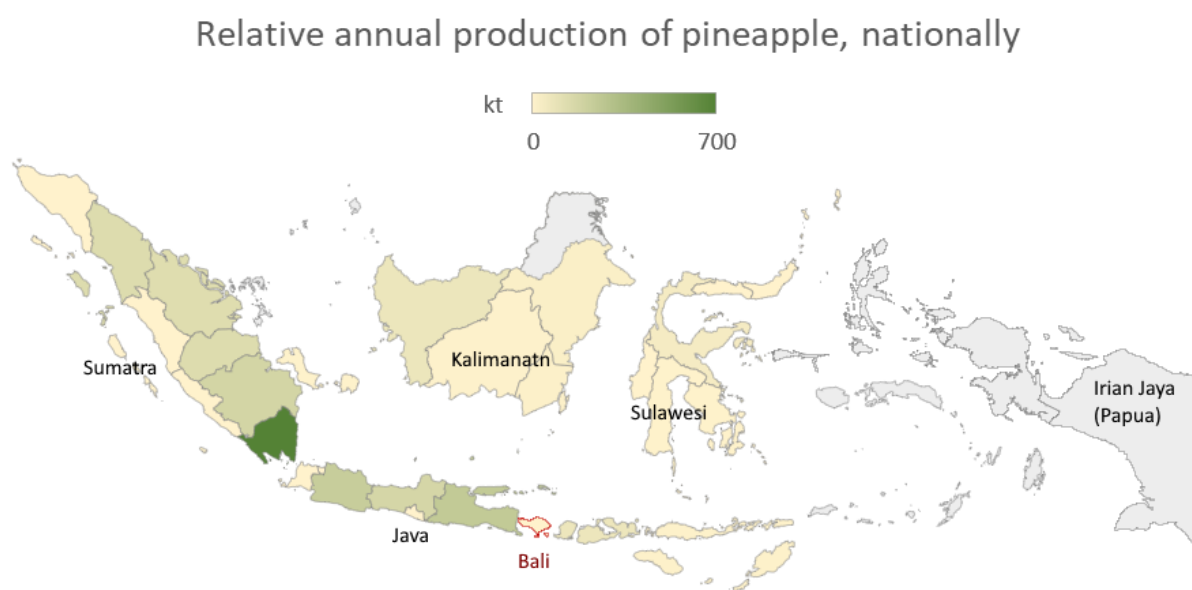 Relative annual production of pineapple, nationally
kt
0 700
Sumatra
Kalimanatn
Sulawesi
Irian Jaya
(Papua)
Java
Bali